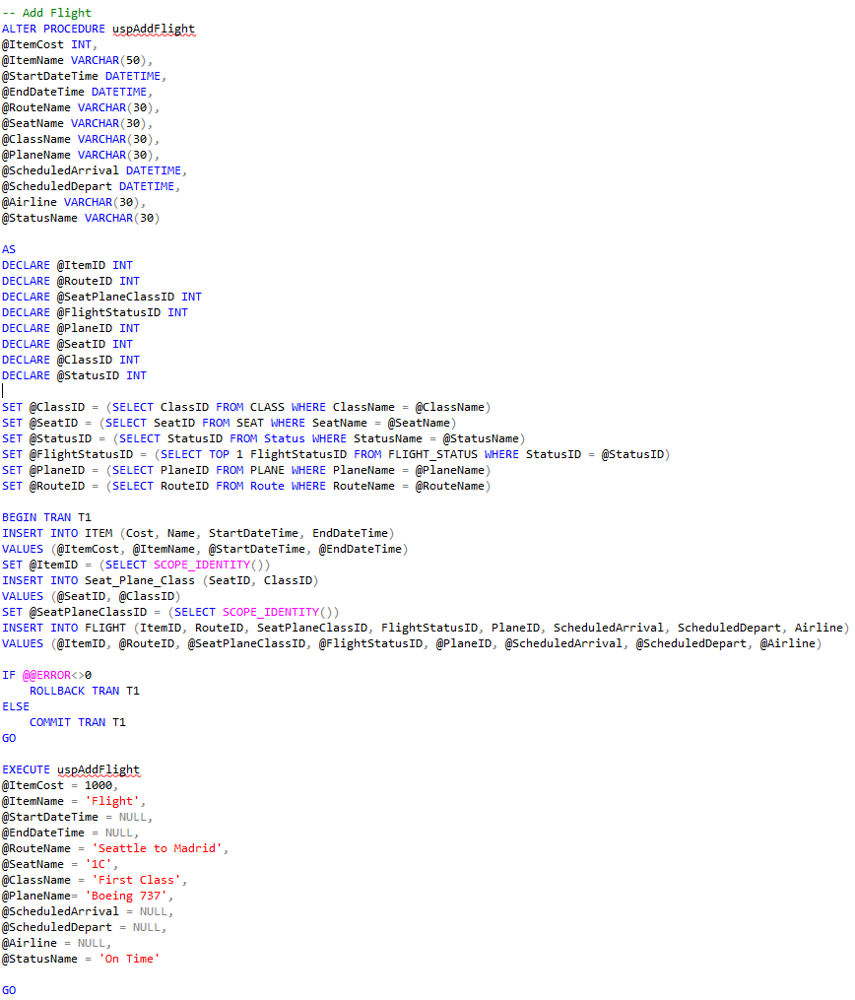 -- Add Flight
ALTER PROCEDURE uspAddFlight
@ItemCost INT,
@ItemName VARCHAR(50),
@StartDateTime DATETIME,
@EndDateTime DATETIME,
@RouteName VARCHAR(30),
@SeatName VARCHAR(30),
@ClassName VARCHAR(30),
@PlaneName VARCHAR(30),
@ScheduledArrival DATETIME,
@ScheduledDepart DATETIME,
@Airline VARCHAR(30),
@StatusName VARCHAR(30)

AS
DECLARE @ItemID INT
DECLARE @RouteID INT
DECLARE @SeatPlaneClassID INT
DECLARE @FlightStatusID INT
DECLARE @PlaneID INT
DECLARE @SeatID INT
DECLARE @ClassID INT
DECLARE @StatusID INT

SET @ClassID = (SELECT ClassID FROM CLASS WHERE ClassName = @ClassName)
SET @SeatID = (SELECT SeatID FROM SEAT WHERE SeatName = @SeatName)
SET @StatusID = (SELECT StatusID FROM Status WHERE StatusName = @StatusName)
SET @FlightStatusID = (SELECT TOP 1 FlightStatusID FROM FLIGHT_STATUS WHERE StatusID = @StatusID)
SET @PlaneID = (SELECT PlaneID FROM PLANE WHERE PlaneName = @PlaneName)
SET @RouteID = (SELECT RouteID FROM Route WHERE RouteName = @RouteName)

BEGIN TRAN T1
INSERT INTO ITEM (Cost, Name, StartDateTime, EndDateTime)
VALUES (@ItemCost, @ItemName, @StartDateTime, @EndDateTime)
SET @ItemID = (SELECT SCOPE_IDENTITY())
INSERT INTO Seat_Plane_Class (SeatID, ClassID)
VALUES (@SeatID, @ClassID)
SET @SeatPlaneClassID = (SELECT SCOPE_IDENTITY())
INSERT INTO FLIGHT (ItemID, RouteID, SeatPlaneClassID, FlightStatusID, PlaneID, ScheduledArrival, ScheduledDepart, Airline)
VALUES (@ItemID, @RouteID, @SeatPlaneClassID, @FlightStatusID, @PlaneID, @ScheduledArrival, @ScheduledDepart, @Airline)

IF @@ERROR<>0
    ROLLBACK TRAN T1
ELSE
    COMMIT TRAN T1
GO

EXECUTE uspAddFlight
@ItemCost = 1000,
@ItemName = 'Flight',
@StartDateTime = NULL,
@EndDateTime = NULL,
@RouteName = 'Seattle to Madrid',
@SeatName = '1C',
@ClassName = 'First Class',
@PlaneName= 'Boeing 737',
@ScheduledArrival = NULL,
@ScheduledDepart = NULL,
@Airline = NULL,
@StatusName = 'On Time'

GO